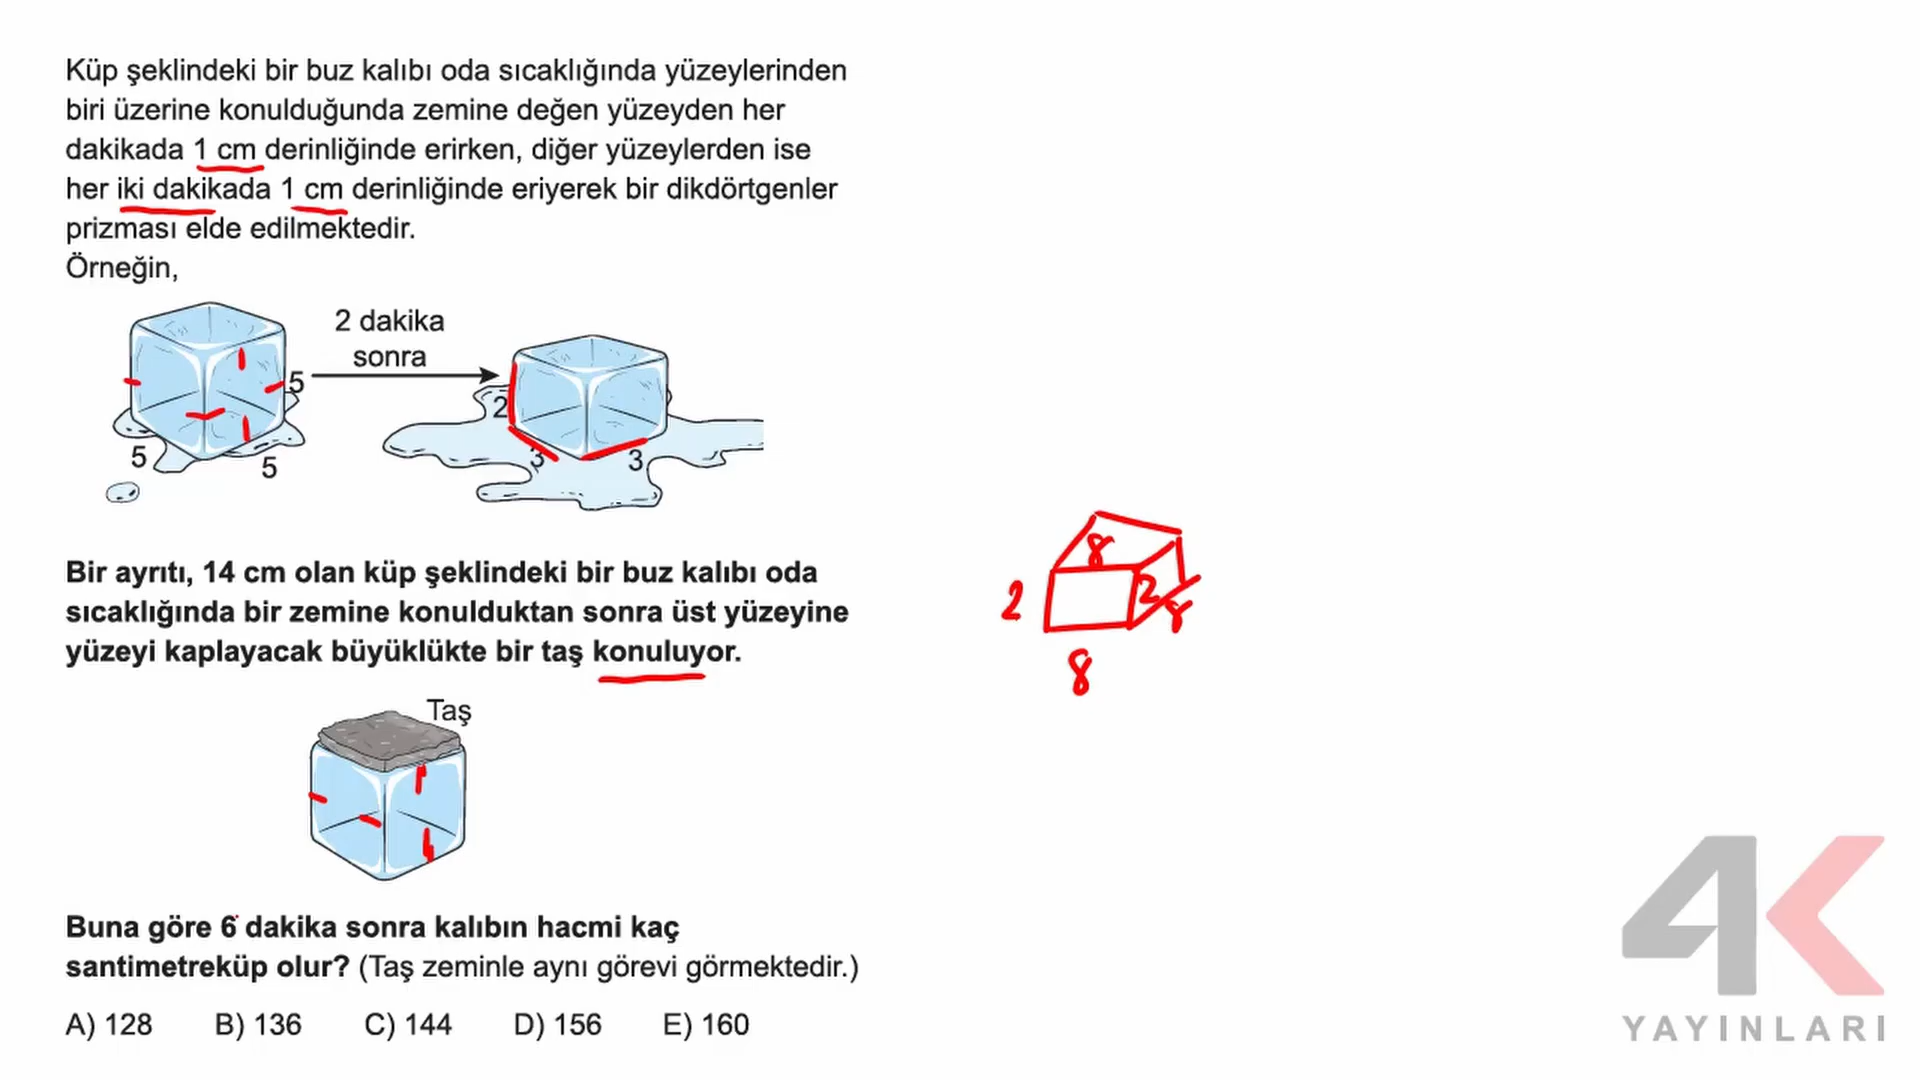 Küp şeklindeki bir buz kalıbı oda sıcaklığında yüzeylerinden
biri üzerine konulduğunda zemine değen yüzeyden her
dakikada 1 cm derinliğinde erirken, diğer yüzeylerden ise
her iki dakikada 1 cm derinliğinde eriyerek bir dikdörtgenler
prizması elde edilmektedir.
Örneğin,
2 dakika
sonra
5
5
5
2
3
3
Bir ayrıtı, 14 cm olan küp şeklindeki bir buz kalıbı oda
sıcaklığında bir zemine konulduktan sonra üst yüzeyine
yüzeyi kaplayacak büyüklükte bir taş konuluyor.
Taş
8
2
2
8
8
Buna göre 6 dakika sonra kalıbın hacmi kaç
santimetreküp olur? (Taş zeminle aynı görevi görmektedir.)
A) 128 B) 136 C) 144 D) 156 E) 160
4K
YAYINLARI